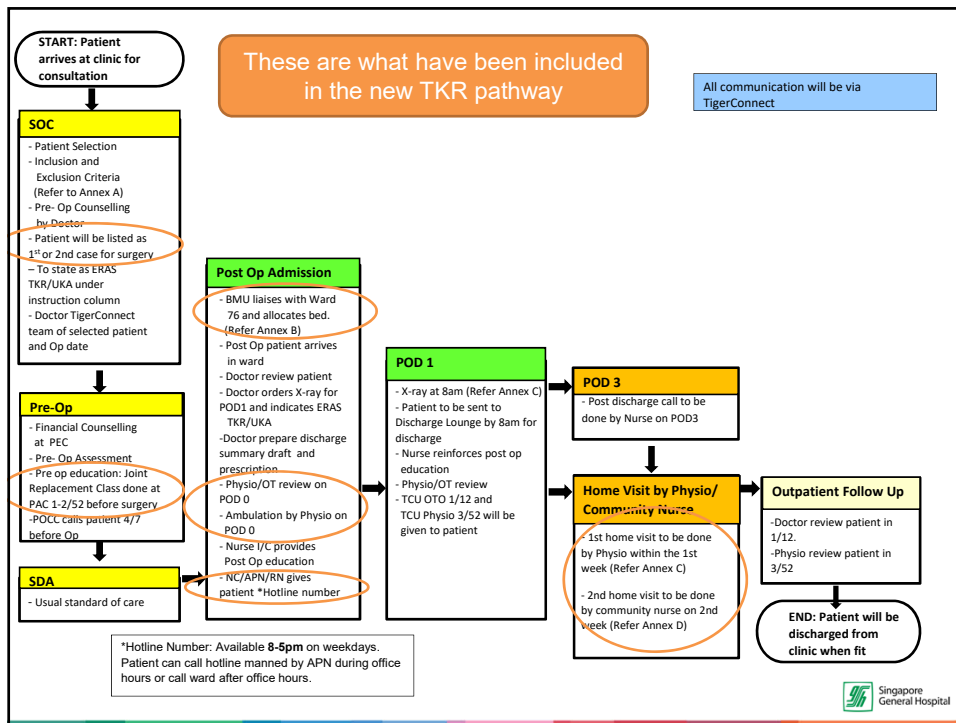 START: Patient
arrives at clinic for
consultation
These are what have been included
in the new TKR pathway
All communication will be via
TigerConnect
SOC
- Patient Selection
- Inclusion and
Exclusion Criteria
(Refer to Annex A)
- Pre- Op Counselling
by Doctor
- Patient will be listed as
1st or 2nd case for surgery
– To state as ERAS
TKR/UKA under
instruction column
- Doctor TigerConnect
team of selected patient
and Op date
Pre-Op
- Financial Counselling
at PEC
- Pre- Op Assessment
- Pre op education: Joint
Replacement Class done at
PAC 1-2/52 before surgery
- POCC calls patient 4/7
before Op
SDA
- Usual standard of care
Post Op Admission
- BMU liaises with Ward
76 and allocates bed.
(Refer Annex B)
- Post Op patient arrives
in ward
- Doctor review patient
- Doctor orders X-ray for
POD1 and indicates ERAS
TKR/UKA
-Doctor prepare discharge
summary draft and
prescription
- Physio/OT review on
POD 0
- Ambulation by Physio on
POD 0
- Nurse I/C provides
Post Op education
- NC/APN/RN gives
patient *Hotline number
POD 1
- X-ray at 8am (Refer Annex C)
- Patient to be sent to
Discharge Lounge by 8am for
discharge
- Nurse reinforces post op
education
- Physio/OT review
- TCU OTO 1/12 and
TCU Physio 3/52 will be
given to patient
POD 3
- Post discharge call to be
done by Nurse on POD3
Home Visit by Physio/
Community Nurse
- 1st home visit to be done
by Physio within the 1st
week (Refer Annex C)
- 2nd home visit to be done
by community nurse on 2nd
week (Refer Annex D)
Outpatient Follow Up
-Doctor review patient in
1/12.
-Physio review patient in
3/52
END: Patient will be
discharged from
clinic when fit
*Hotline Number: Available 8-5pm on weekdays.
Patient can call hotline manned by APN during office
hours or call ward after office hours.
Singapore
General Hospital